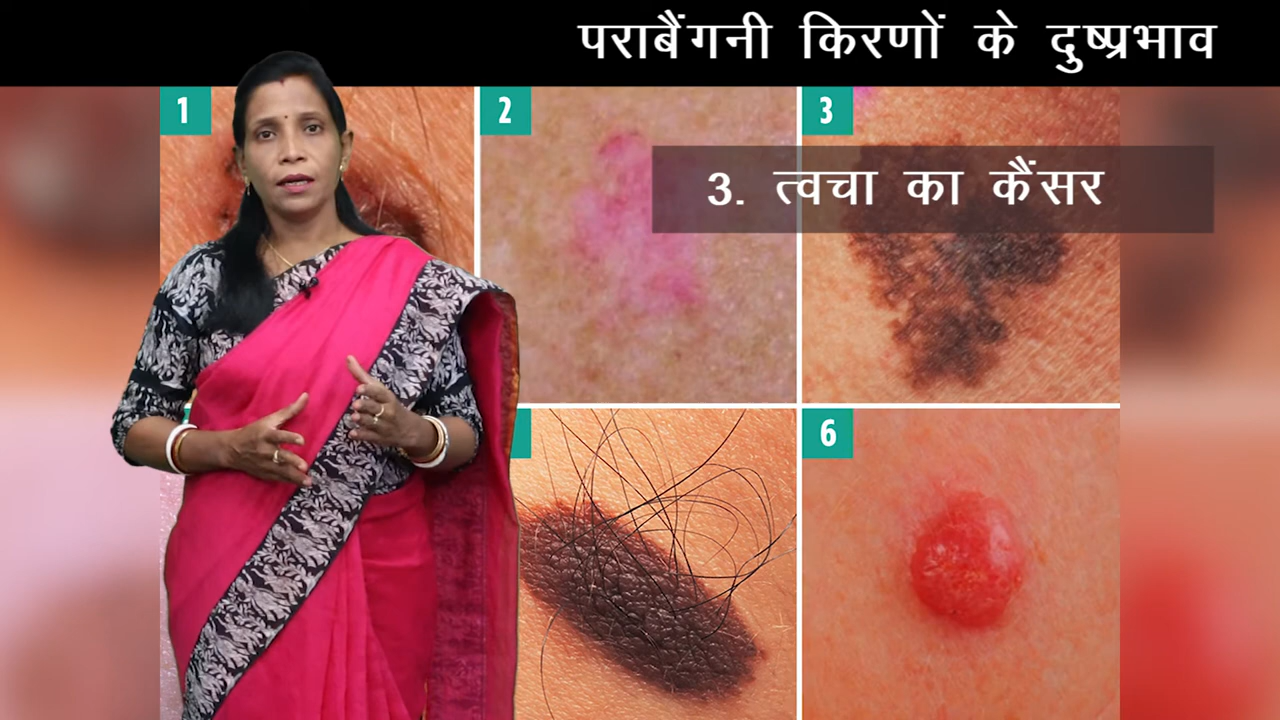 पराबैंगनी किरणों के दुष्प्रभाव
1
2
3
3. त्वचा का कैंसर
6